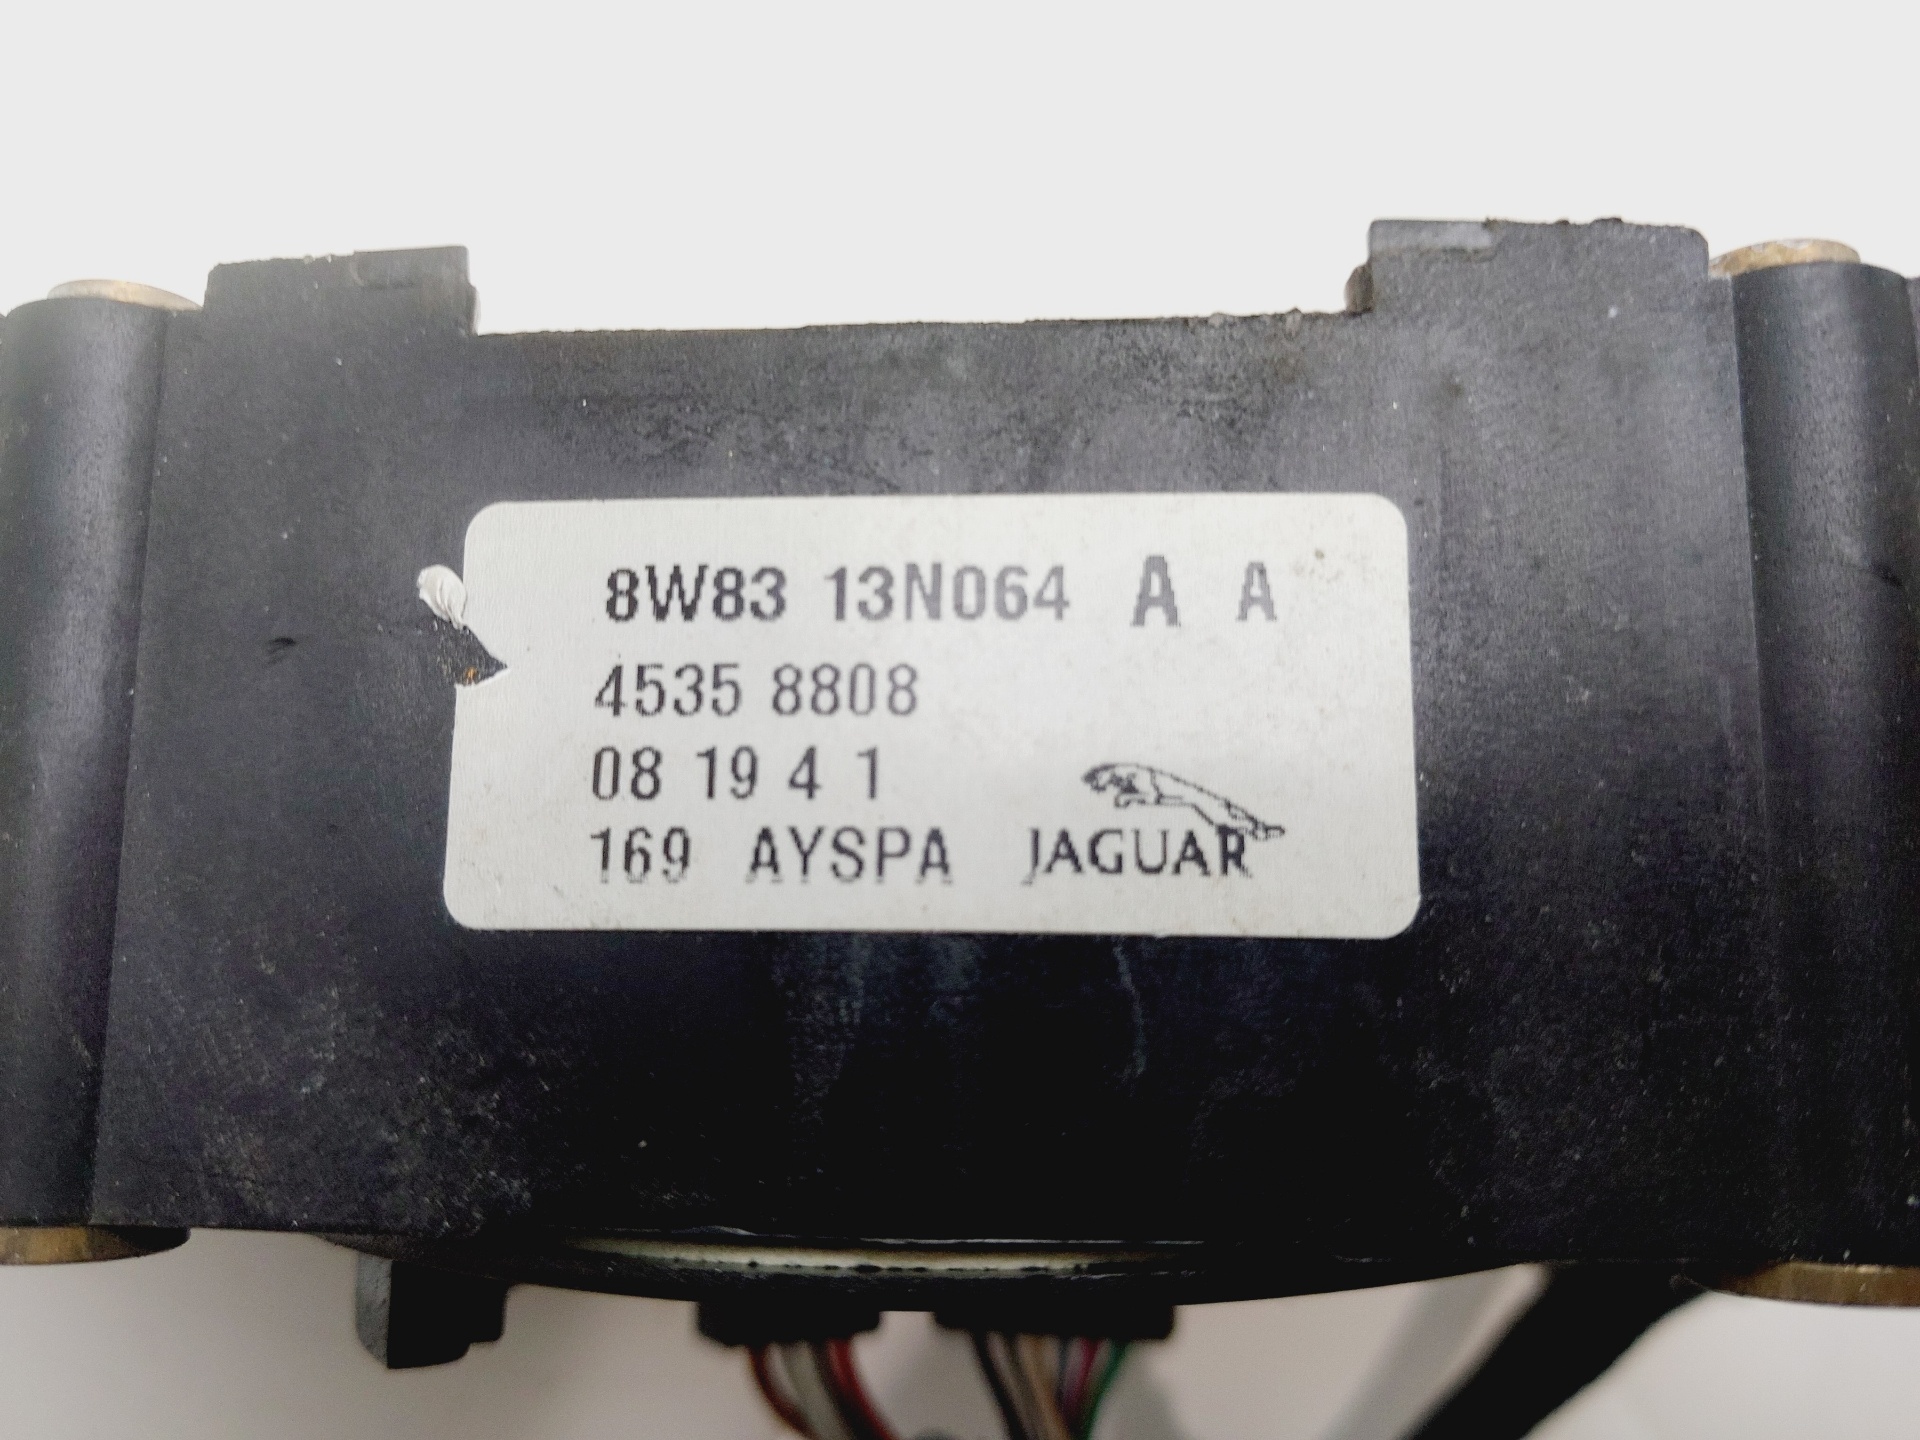 8W83 13N064 A A
4535 8808
08 19 4 1
169 AYSPA JAGUAR